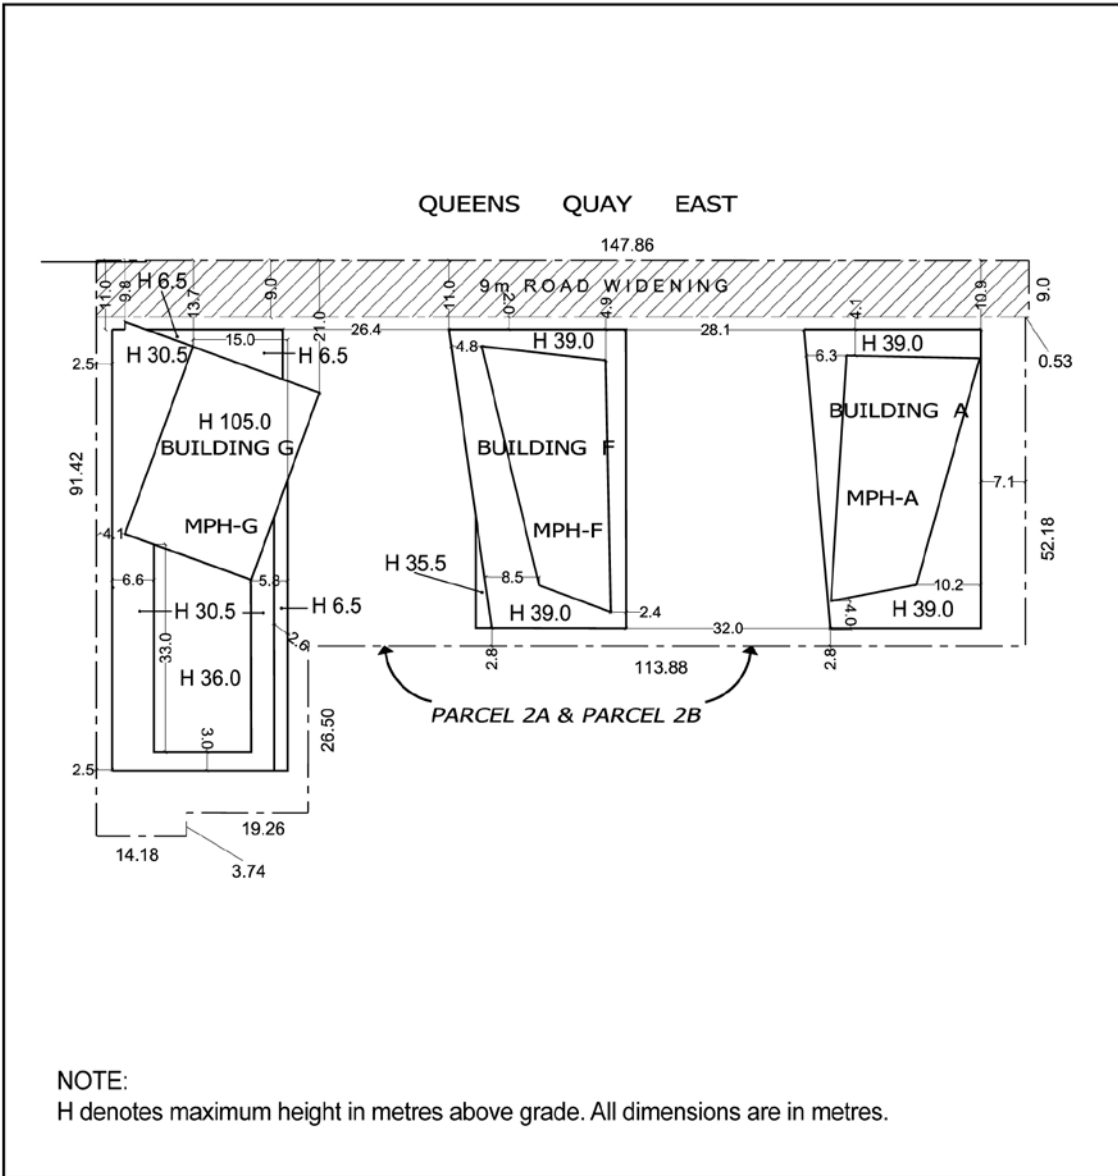 QUEENS QUAY EAST
147.86
9m ROAD WIDENING
11.0
9.8
H 6.5
13.7
9.0
21.0
11.0
2.0
4.9
4.1
10.9
9.0
26.4
28.1
15.0
H 30.5
H 6.5
2.5
4.8
H 39.0
6.3
H 39.0
0.53
H 105.0
BUILDING G
BUILDING F
BUILDING A
91.42
7.1
MPH-G
MPH-F
MPH-A
4.1
52.18
H 35.5
6.6
5.8
8.5
10.2
H 30.5
H 6.5
H 39.0
2.4
4.0
H 39.0
33.0
2.6
32.0
2.8
113.88
2.8
H 36.0
PARCEL 2A & PARCEL 2B
26.50
3.0
2.5
19.26
14.18
3.74
NOTE:
H denotes maximum height in metres above grade. All dimensions are in metres.